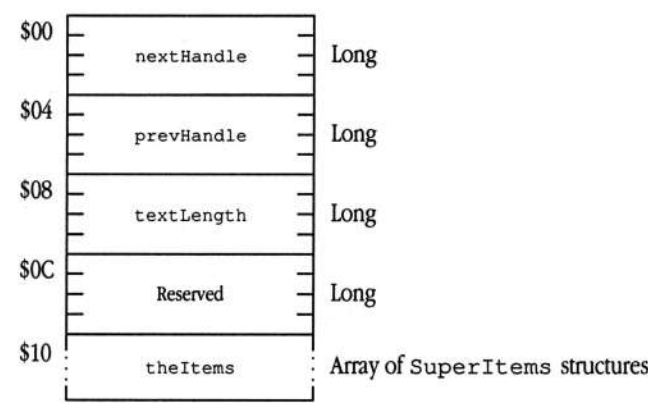 $00 nextHandle Long
$04 prevHandle Long
$08 textLength Long
$0C Reserved Long
$10 theItems Array of SuperItems structures